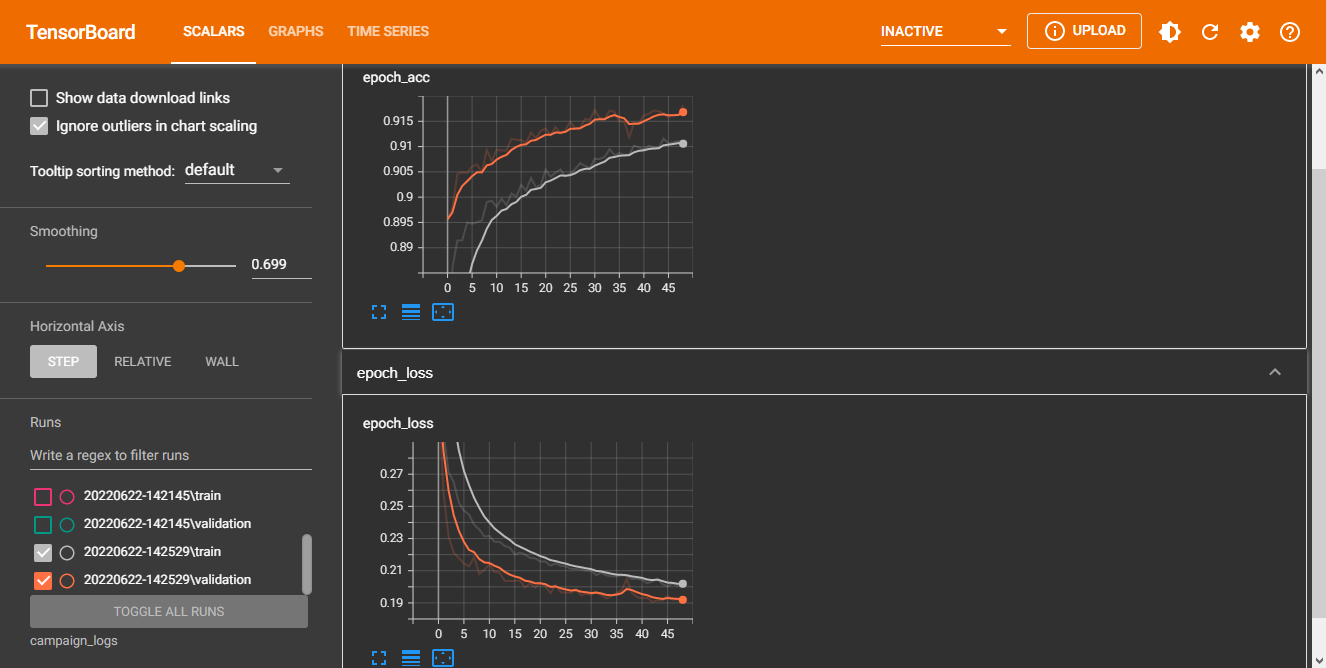 TensorBoard SCALARS GRAPHS TIME SERIES INACTIVE UPLOAD
Show data download links
Ignore outliers in chart scaling
Tooltip sorting method: default
Smoothing
0.699
Horizontal Axis
STEP RELATIVE WALL
Runs
Write a regex to filter runs
20220622-142145\train
20220622-142145\validation
20220622-142529\train
20220622-142529\validation
TOGGLE ALL RUNS
campaign_logs
epoch_acc
0.915
0.91
0.905
0.9
0.895
0.89
0 5 10 15 20 25 30 35 40 45
epoch_loss
epoch_loss
0.27
0.25
0.23
0.21
0.19
0 5 10 15 20 25 30 35 40 45